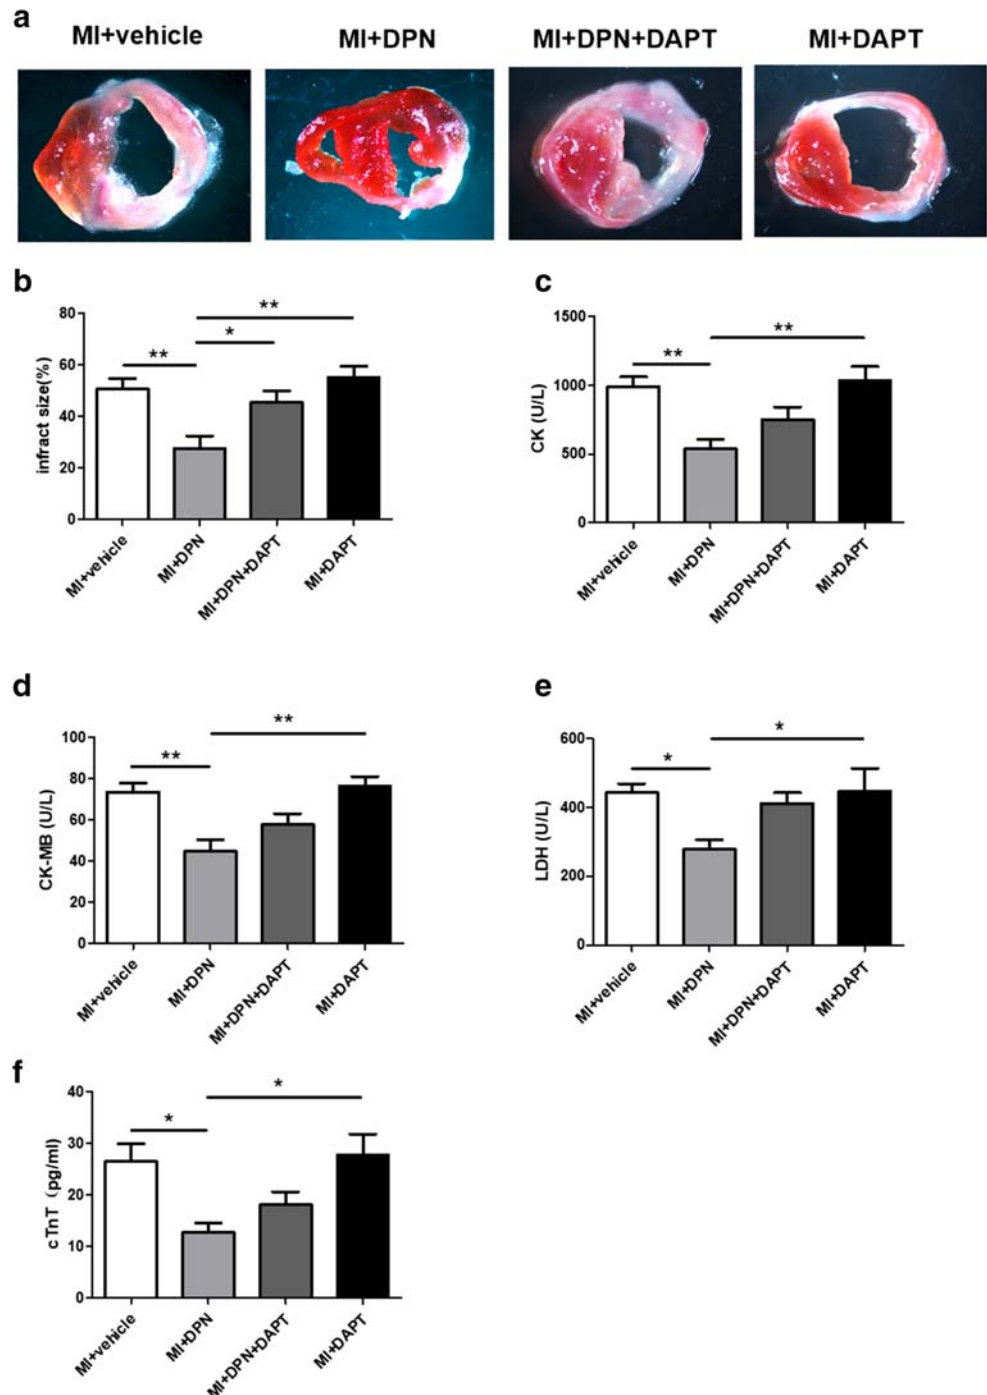 a
MI+vehicle
MI+DPN
MI+DPN+DAPT
MI+DAPT
b
infract size(%)
80
60
40
20
0
**
*
**
MI+vehicle
MI+DPN
MI+DPN+DAPT
MI+DAPT
c
CK (U/L)
1500
1000
500
0
**
**
MI+vehicle
MI+DPN
MI+DPN+DAPT
MI+DAPT
d
CK-MB (U/L)
100
80
60
40
20
0
**
**
MI+vehicle
MI+DPN
MI+DPN+DAPT
MI+DAPT
e
LDH (U/L)
600
400
200
0
*
*
MI+vehicle
MI+DPN
MI+DPN+DAPT
MI+DAPT
f
cTnT (pg/ml)
40
30
20
10
0
*
*
MI+vehicle
MI+DPN
MI+DPN+DAPT
MI+DAPT